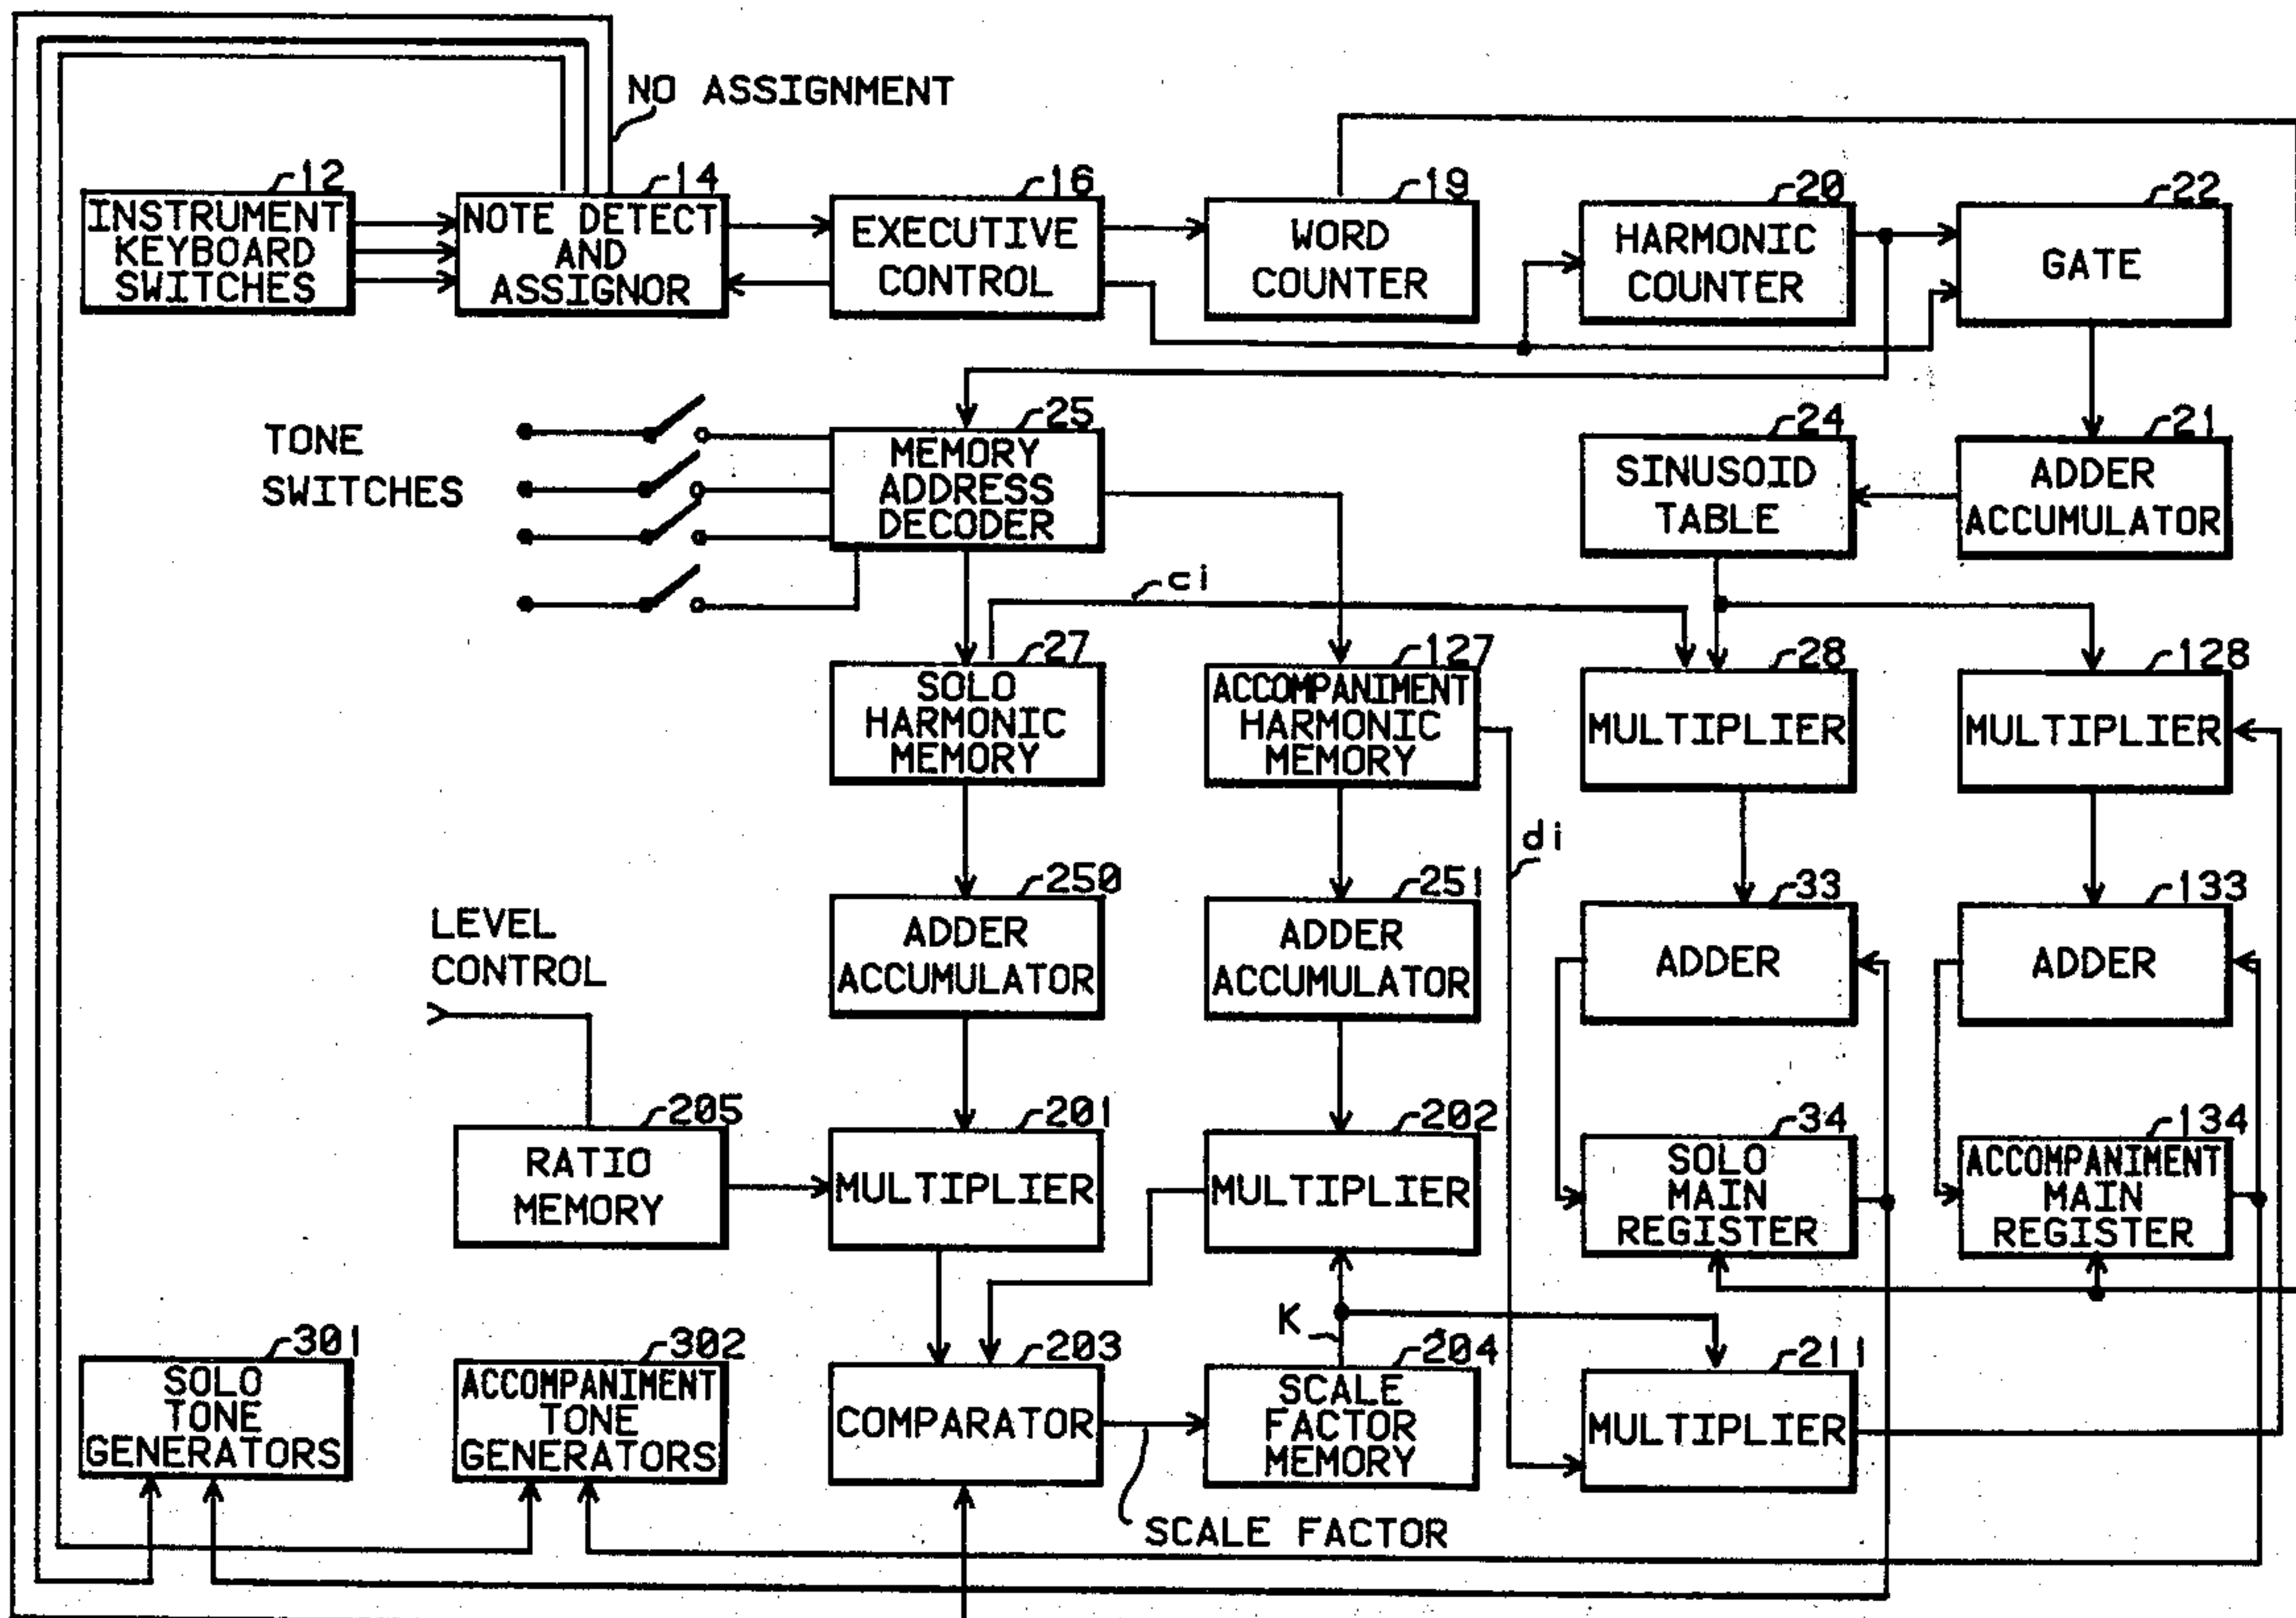 NO ASSIGNMENT
12
INSTRUMENT
KEYBOARD
SWITCHES
14
NOTE DETECT
AND
ASSIGNOR
16
EXECUTIVE
CONTROL
19
WORD
COUNTER
20
HARMONIC
COUNTER
22
GATE
TONE
SWITCHES
25
MEMORY
ADDRESS
DECODER
24
SINUSOID
TABLE
21
ADDER
ACCUMULATOR
ci
27
SOLO
HARMONIC
MEMORY
127
ACCOMPANIMENT
HARMONIC
MEMORY
28
MULTIPLIER
128
MULTIPLIER
di
LEVEL
CONTROL
250
ADDER
ACCUMULATOR
251
ADDER
ACCUMULATOR
33
ADDER
133
ADDER
205
RATIO
MEMORY
201
MULTIPLIER
202
MULTIPLIER
34
SOLO
MAIN
REGISTER
134
ACCOMPANIMENT
MAIN
REGISTER
K
301
SOLO
TONE
GENERATORS
302
ACCOMPANIMENT
TONE
GENERATORS
203
COMPARATOR
204
SCALE
FACTOR
MEMORY
211
MULTIPLIER
SCALE FACTOR